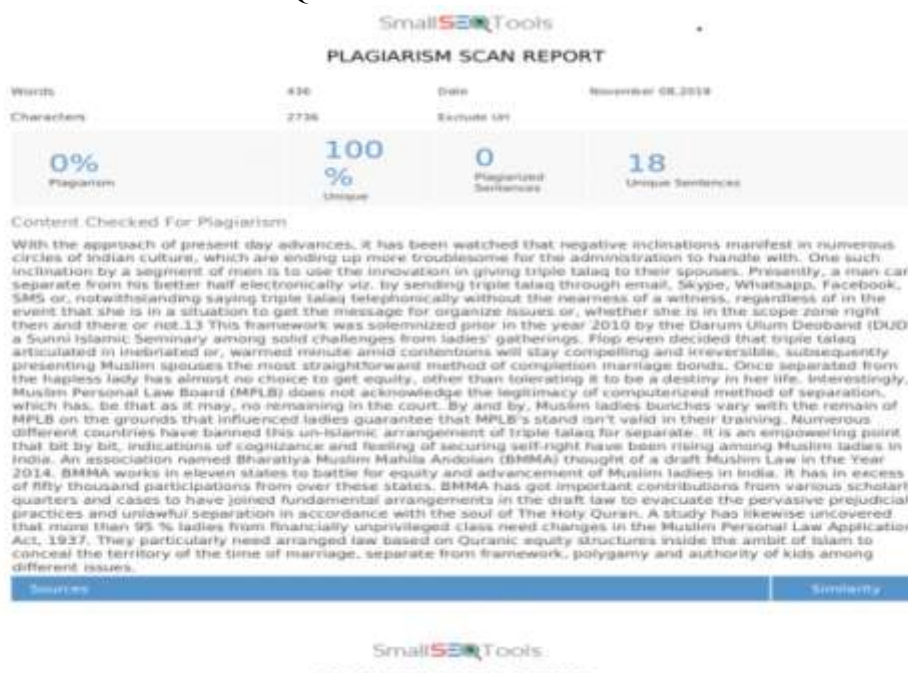 SmallSEOTools
PLAGIARISM SCAN REPORT
Words 436 Date November 08,2019
Characters 2736 Exclude Url
0% Plagiarism 100 % Unique 0 Plagiarized Sentences 18 Unique Sentences
Content Checked For Plagiarism
With the approach of present day advances, it has been watched that negative inclinations manifest in numerous
circles of Indian culture, which are ending up more troublesome for the administration to handle with. One such
inclination by a segment of men is to use the innovation in giving triple talaq to their spouses. Presently, a man can
separate from his better half electronically viz. by sending triple talaq through email, Skype, Whatsapp, Facebook,
SMS or, notwithstanding saying triple talaq telephonically without the nearness of a witness, regardless of in the
event that she is in a situation to get the message for organize issues or, whether she is in the scope zone right
then and there or not.13 This framework was solemnized prior in the year 2010 by the Darum Ulum Deoband (DUD)
a Sunni Islamic Seminary among solid challenges from ladies' gatherings. Flop even decided that triple talaq
articulated in inebriated or, warmed minute amid contentions will stay compelling and irreversible, subsequently
presenting Muslim spouses the most straightforward method of completion marriage bonds. Once separated from
the hapless lady has almost no choice to get equity, other than tolerating it to be a destiny in her life. Interestingly,
Muslim Personal Law Board (MPLB) does not acknowledge the legitimacy of computerized method of separation,
which has, be that as it may, no remaining in the court. By and by, Muslim ladies bunches vary with the remain of
MPLB on the grounds that influenced ladies guarantee that MPLB's stand isn't valid in their training. Numerous
different countries have banned this un-Islamic arrangement of triple talaq for separate. It is an empowering point
that bit by bit, indications of cognizance and feeling of securing self-right have been rising among Muslim ladies in
India. An association named Bharatiya Muslim Mahila Andolan (BMMA) thought of a draft Muslim Law in the Year
2014. BMMA works in eleven states to battle for equity and advancement of Muslim ladies in India. It has in excess
of fifty thousand participations from over these states. BMMA has got important contributions from various scholarly
quarters and cases to have joined fundamental arrangements in the draft law to evacuate the pervasive prejudicial
practices and unlawful separation in accordance with the soul of The Holy Quran. A study has likewise uncovered
that more than 95 % ladies from financially unprivileged class need changes in the Muslim Personal Law Application
Act, 1937. They particularly need arranged law based on Quranic equity structures inside the ambit of Islam to
conceal the territory of the time of marriage, separate from framework, polygamy and authority of kids among
different issues.
Sources Similarity
SmallSEOTools